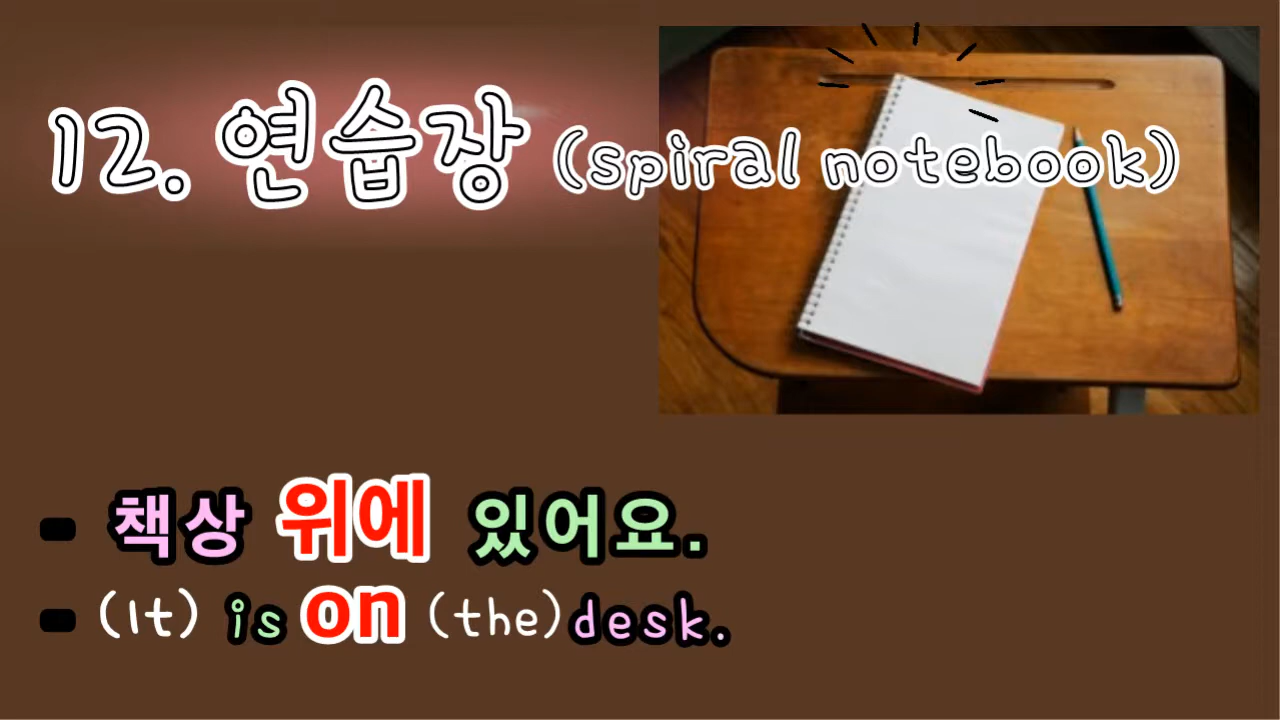 12. 연습장 (spiral notebook)
- 책상 위에 있어요.
- (It) is on (the)desk.